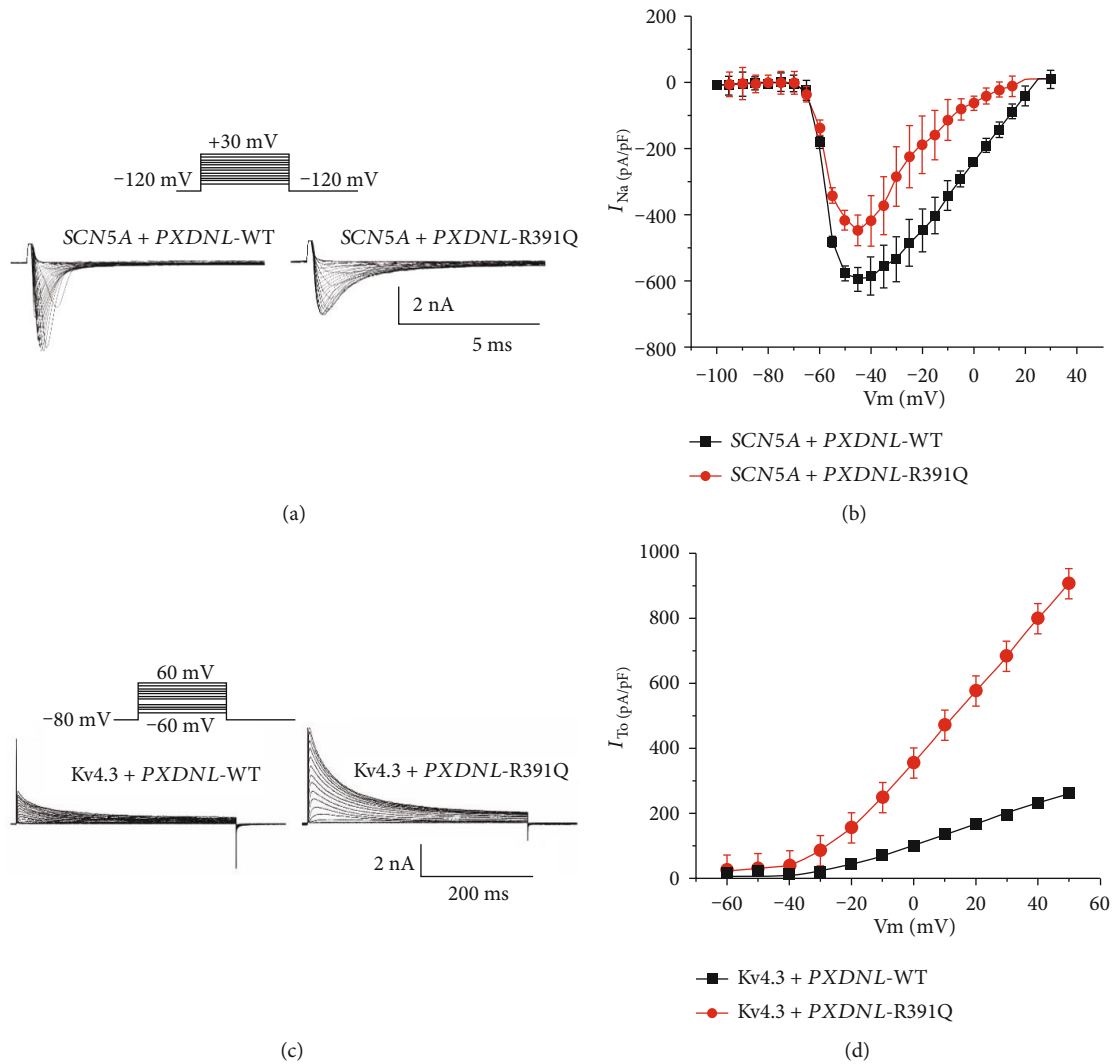 +30 mV
−120 mV
−120 mV
SCN5A + PXDNL-WT
SCN5A + PXDNL-R391Q
2 nA
5 ms
(a)
200
0
−200
−400
−600
−800
I Na (pA/pF)
−100
−80
−60
−40
−20
0
20
40
Vm (mV)
SCN5A + PXDNL-WT
SCN5A + PXDNL-R391Q
(b)
60 mV
−80 mV
−60 mV
Kv4.3 + PXDNL-WT
Kv4.3 + PXDNL-R391Q
2 nA
200 ms
(c)
1000
800
600
400
200
0
I To (pA/pF)
−60
−40
−20
0
20
40
60
Vm (mV)
Kv4.3 + PXDNL-WT
Kv4.3 + PXDNL-R391Q
(d)